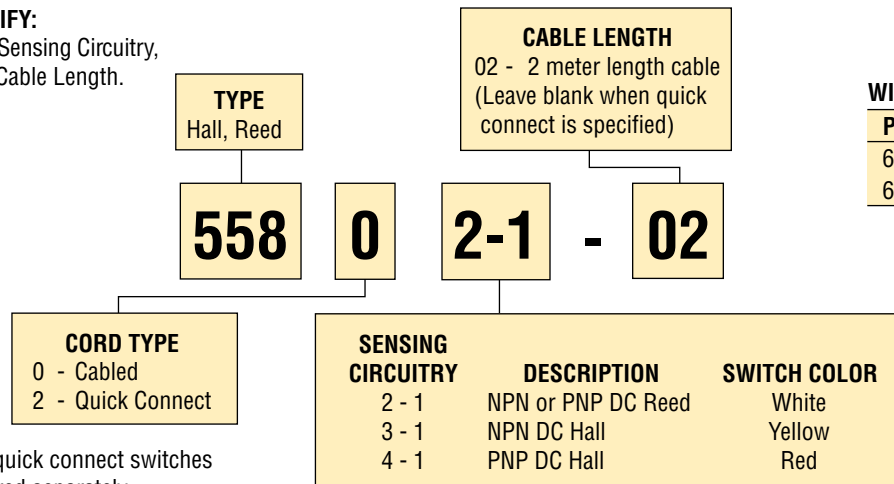 IFY:
Sensing Circuitry,
Cable Length.
TYPE
Hall, Reed
CABLE LENGTH
02 - 2 meter length cable
(Leave blank when quick
connect is specified)
WI
P
6
6
558 0 2-1 - 02
CORD TYPE
0 - Cabled
2 - Quick Connect
SENSING
CIRCUITRY DESCRIPTION SWITCH COLOR
2 - 1 NPN or PNP DC Reed White
3 - 1 NPN DC Hall Yellow
4 - 1 PNP DC Hall Red
quick connect switches
separately